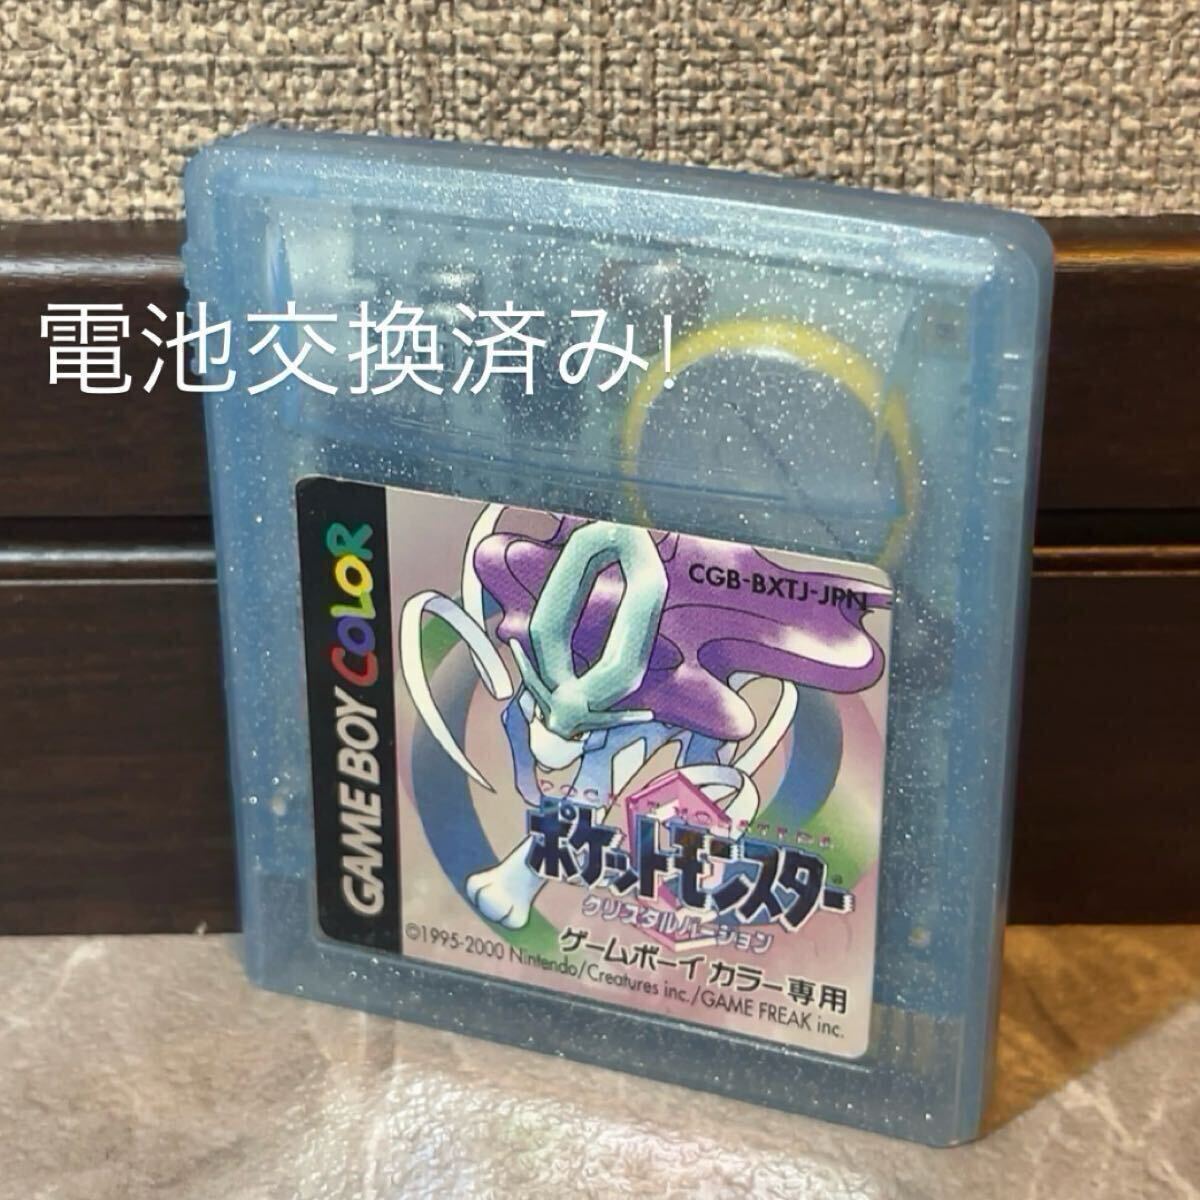 電池交換済み!
GAME BOY COLOR
CGB-BXTJ-JPN
POCKET MONSTERS
ポケットモンスター
クリスタルバージョン
ゲームボーイ カラー専用
©1995-2000 Nintendo/Creatures inc./GAME FREAK inc.